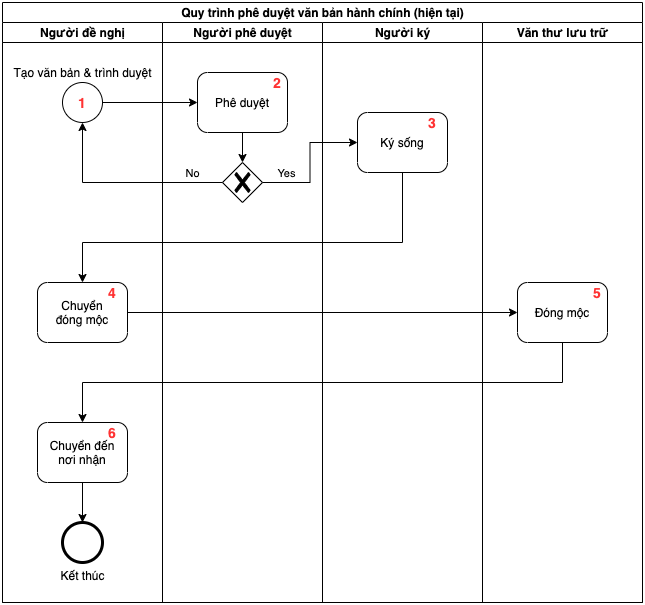 Quy trình phê duyệt văn bản hành chính (hiện tại)
Người đề nghị
Người phê duyệt
Người ký
Văn thư lưu trữ
Tạo văn bản & trình duyệt
1
2
Phê duyệt
3
Ký sống
No
Yes
4
Chuyển
đóng mộc
5
Đóng mộc
6
Chuyển đến
nơi nhận
Kết thúc